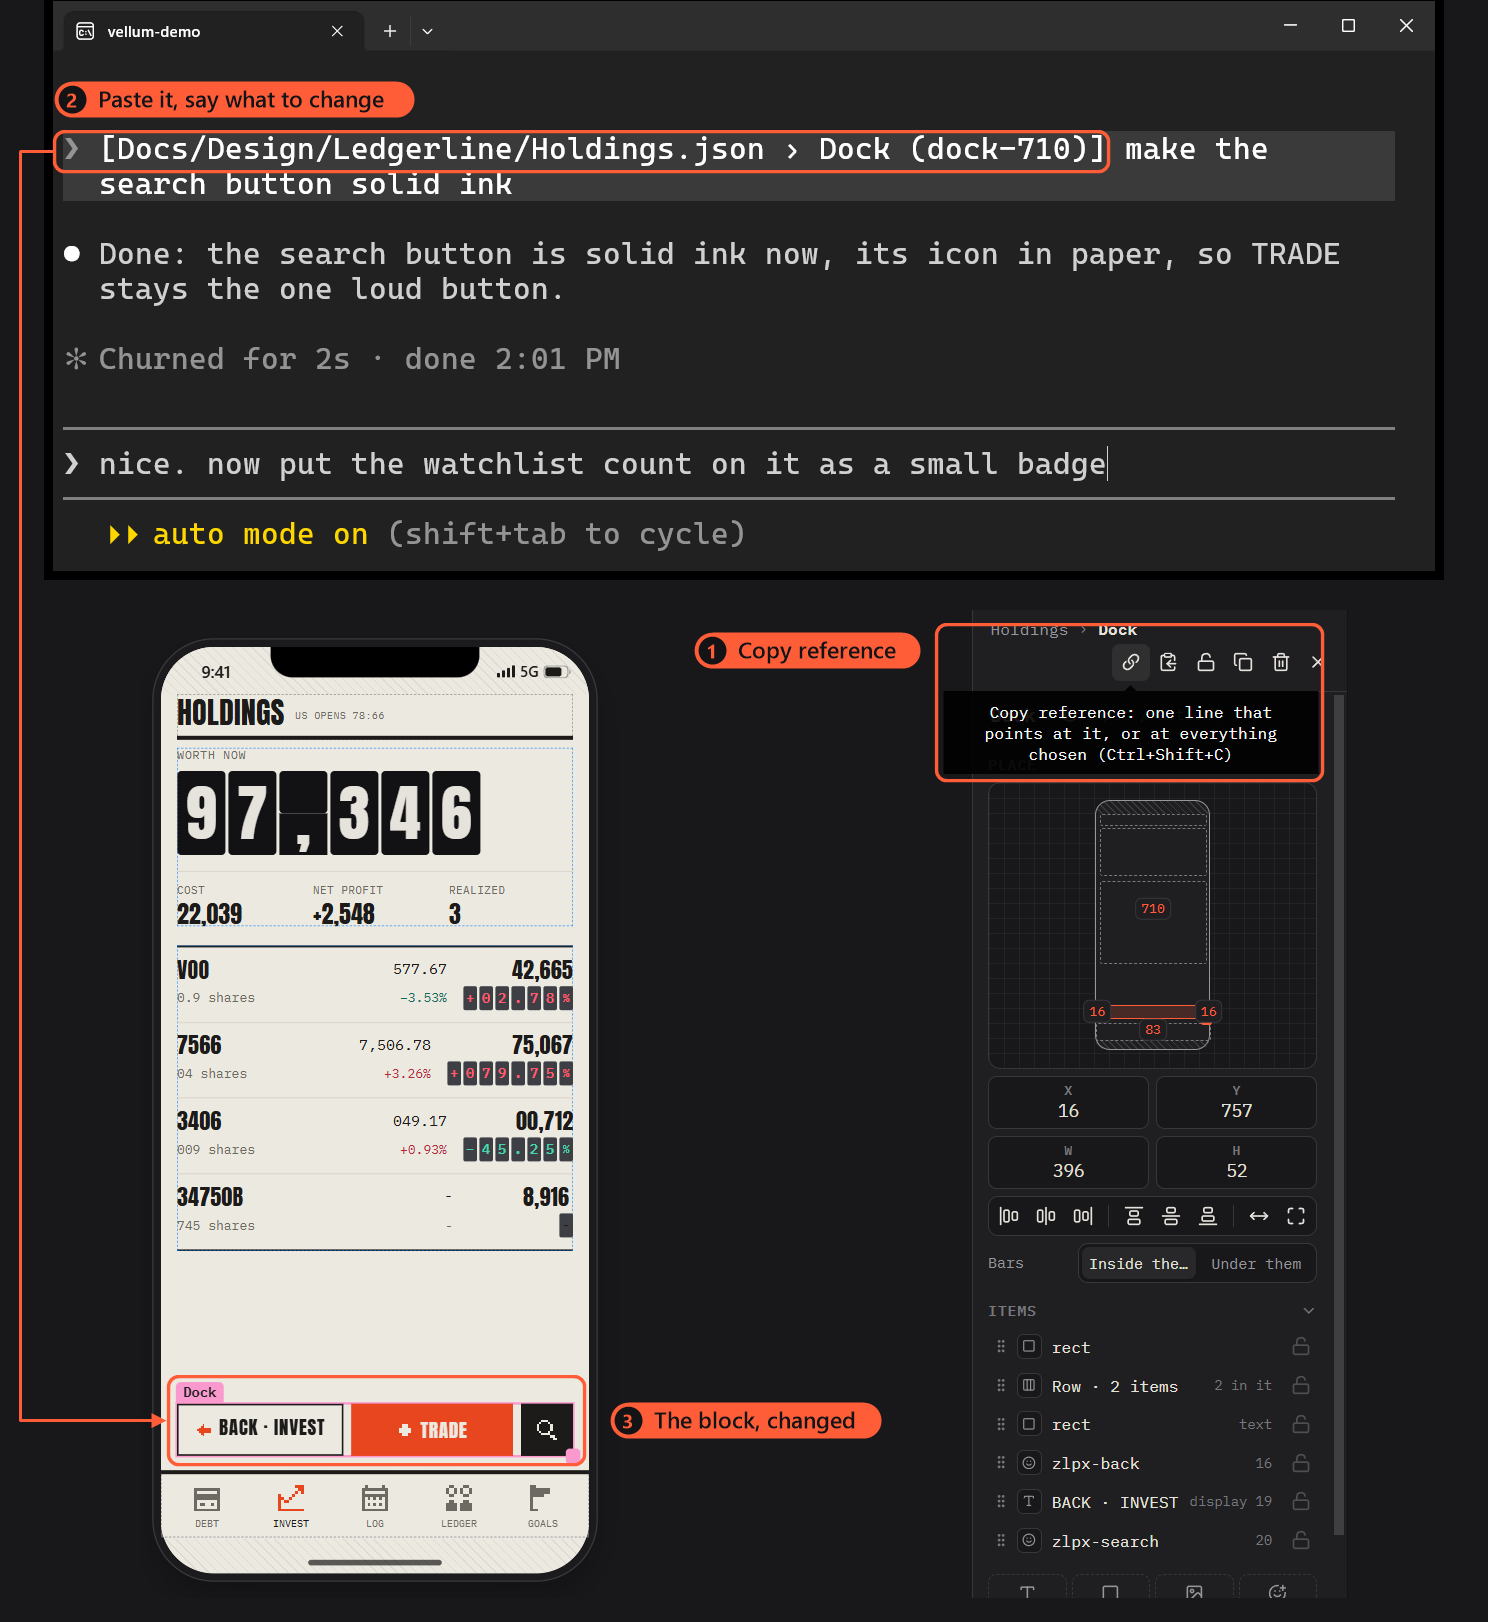 vellum-demo
2 Paste it, say what to change
❯ [Docs/Design/Ledgerline/Holdings.json › Dock (dock-710)] make the
search button solid ink
● Done: the search button is solid ink now, its icon in paper, so TRADE
stays the one loud button.
✻ Churned for 2s · done 2:01 PM
❯ nice. now put the watchlist count on it as a small badge
⏵⏵ auto mode on (shift+tab to cycle)
1 Copy reference
Holdings › Dock
Copy reference: one line that
points at it, or at everything
chosen (Ctrl+Shift+C)
710
16 16
83
X Y
16 757
W H
396 52
Bars Inside the… Under them
ITEMS
rect
Row · 2 items 2 in it
rect text
zlpx-back 16
BACK · INVEST display 19
zlpx-search 20
9:41 5G
HOLDINGS US OPENS 78:66
WORTH NOW
97,346
COST NET PROFIT REALIZED
22,039 +2,548 3
VOO 577.67 42,665
0.9 shares −3.53% +02.78%
7566 7,506.78 75,067
04 shares +3.26% +079.75%
3406 049.17 00,712
009 shares +0.93% −45.25%
34750B - 8,916
745 shares - -
Dock
BACK · INVEST TRADE
3 The block, changed
DEBT INVEST LOG LEDGER GOALS